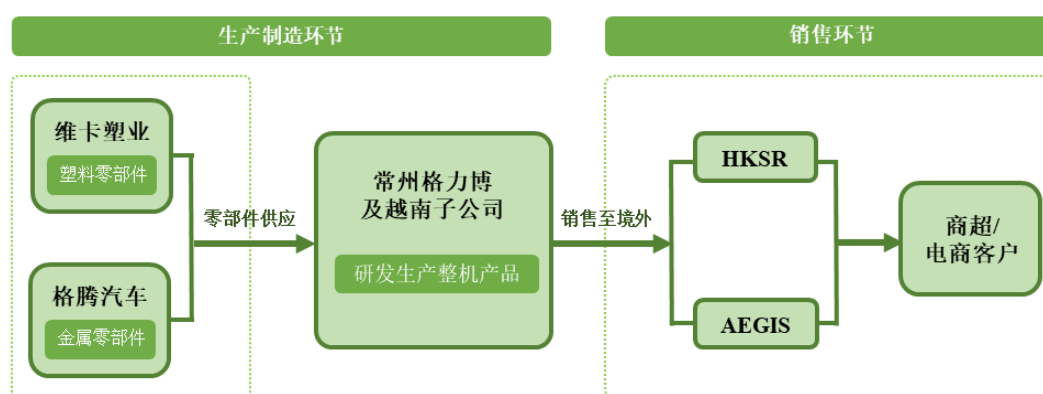 生产制造环节
销售环节
维卡塑业
塑料零部件
格腾汽车
金属零部件
零部件供应
常州格力博
及越南子公司
研发生产整机产品
销售至境外
HKSR
AEGIS
商超/
电商客户